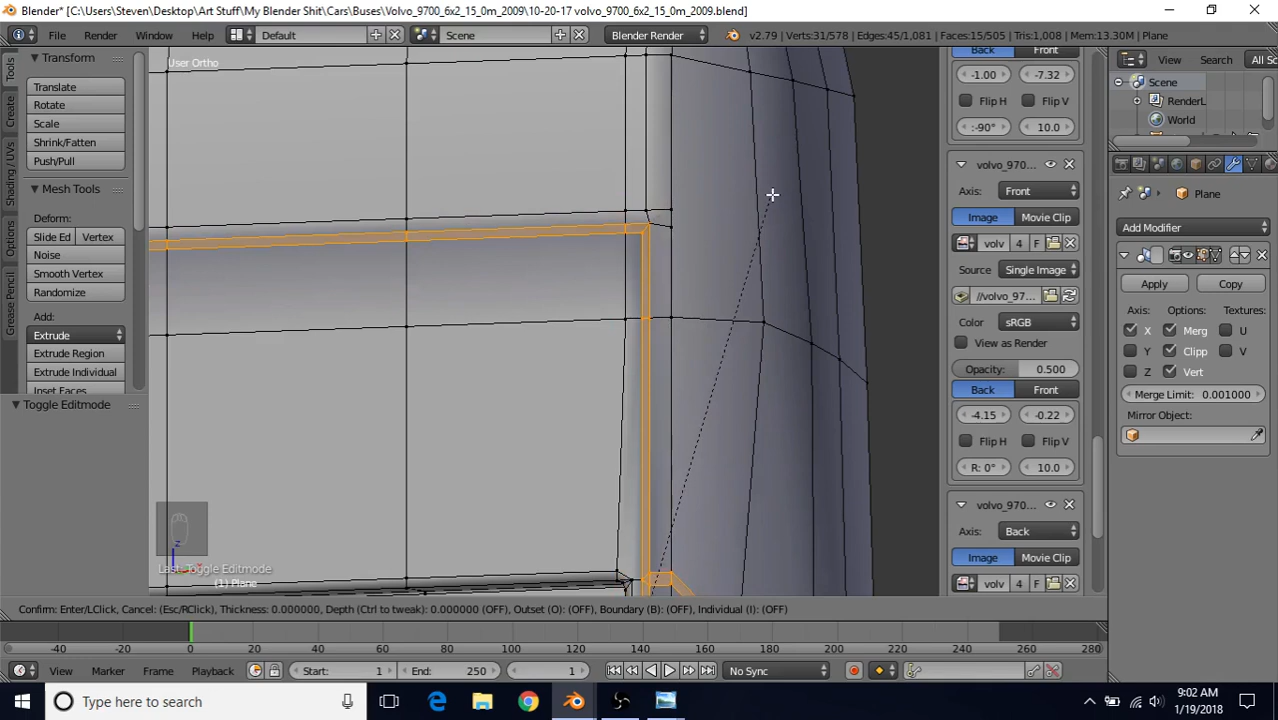 Blender* [C:\Users\Steven\Desktop\Art Stuff\My Blender Shit\Cars\Buses\Volvo_9700_6x2_15_0m_2009\10-20-17 volvo_9700_6x2_15_0m_2009.blend]
File Render Window Help Default Scene Blender Render v2.79 | Verts:31/578 | Edges:45/1,081 | Faces:15/505 | Tris:1,008 | Mem:13.30M | Plane
Tools
Create
Shading / UVs
Options
Grease Pencil
Transform
Translate
Rotate
Scale
Shrink/Fatten
Push/Pull
Mesh Tools
Deform:
Slide Ed Vertex
Noise
Smooth Vertex
Randomize
Add:
Extrude
Extrude Region
Extrude Individual
Inset Faces
Toggle Editmode
User Ortho
Last: Toggle Editmode
(1) Plane
Back Front
-1.00 -7.32
Flip H Flip V
:-90° 10.0
volvo_970...
Axis: Front
Image Movie Clip
volv 4 F
Source: Single Image
//volvo_97...
Color sRGB
View as Render
Opacity: 0.500
Back Front
-4.15 -0.22
Flip H Flip V
R: 0° 10.0
volvo_970...
Axis: Back
Image Movie Clip
volv 4 F
View Search All Sc
Scene
RenderL
World
Plane
Add Modifier
Apply Copy
Axis: Options: Textures:
X Merg U
Y Clipp V
Z Vert
Merge Limit: 0.001000
Mirror Object:
Confirm: Enter/LClick, Cancel: (Esc/RClick), Thickness: 0.000000, Depth (Ctrl to tweak): 0.000000 (OFF), Outset (O): (OFF), Boundary (B): (OFF), Individual (I): (OFF)
-40 -20 0 20 40 60 80 100 120 140 160 180 200 220 240 260 280
View Marker Frame Playback Start: 1 End: 250 1 No Sync
Type here to search
9:02 AM
1/19/2018